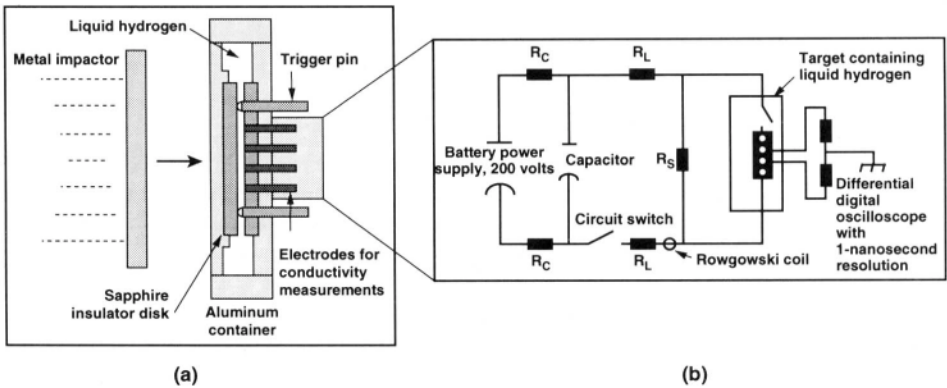 Liquid hydrogen
Metal impactor
Trigger pin
Electrodes for
conductivity
measurements
Sapphire
insulator disk
Aluminum
container
(a)
R_C
R_L
Target containing
liquid hydrogen
Battery power
supply, 200 volts
Capacitor
R_S
Circuit switch
R_C
R_L
Rowgowski coil
Differential
digital
oscilloscope
with
1-nanosecond
resolution
(b)